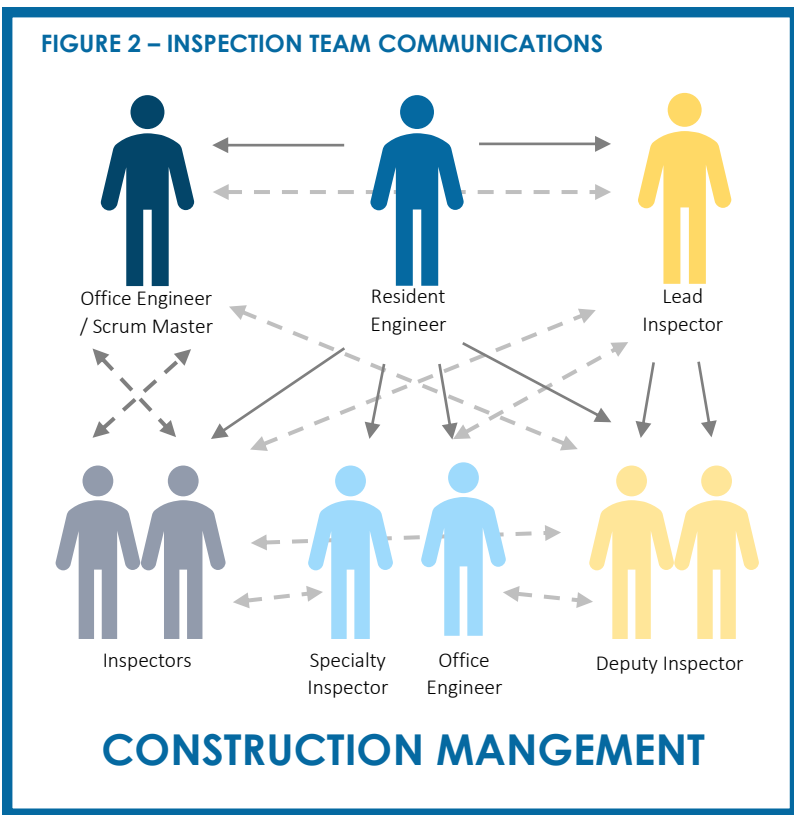 FIGURE 2 – INSPECTION TEAM COMMUNICATIONS
Office Engineer
/ Scrum Master
Resident
Engineer
Lead
Inspector
Inspectors
Specialty
Inspector
Office
Engineer
Deputy Inspector
CONSTRUCTION MANGEMENT